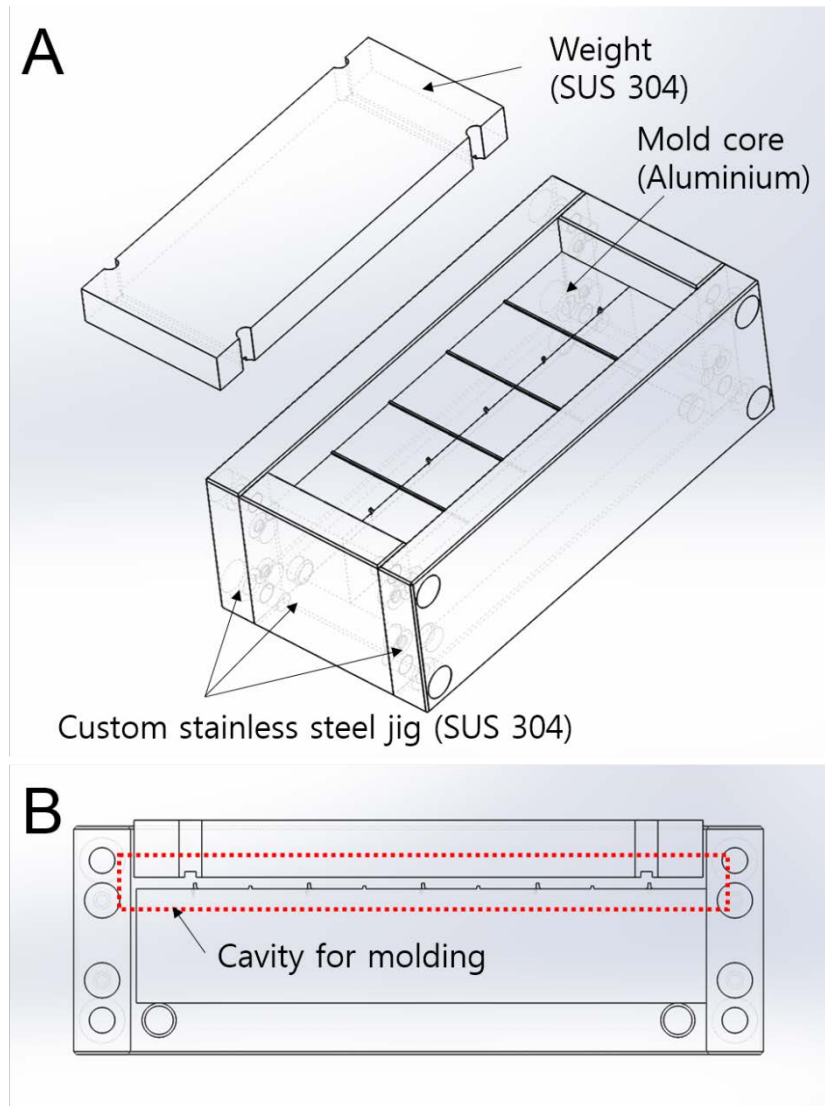 A
Weight
(SUS 304)
Mold core
(Aluminium)
Custom stainless steel jig (SUS 304)
B
Cavity for molding